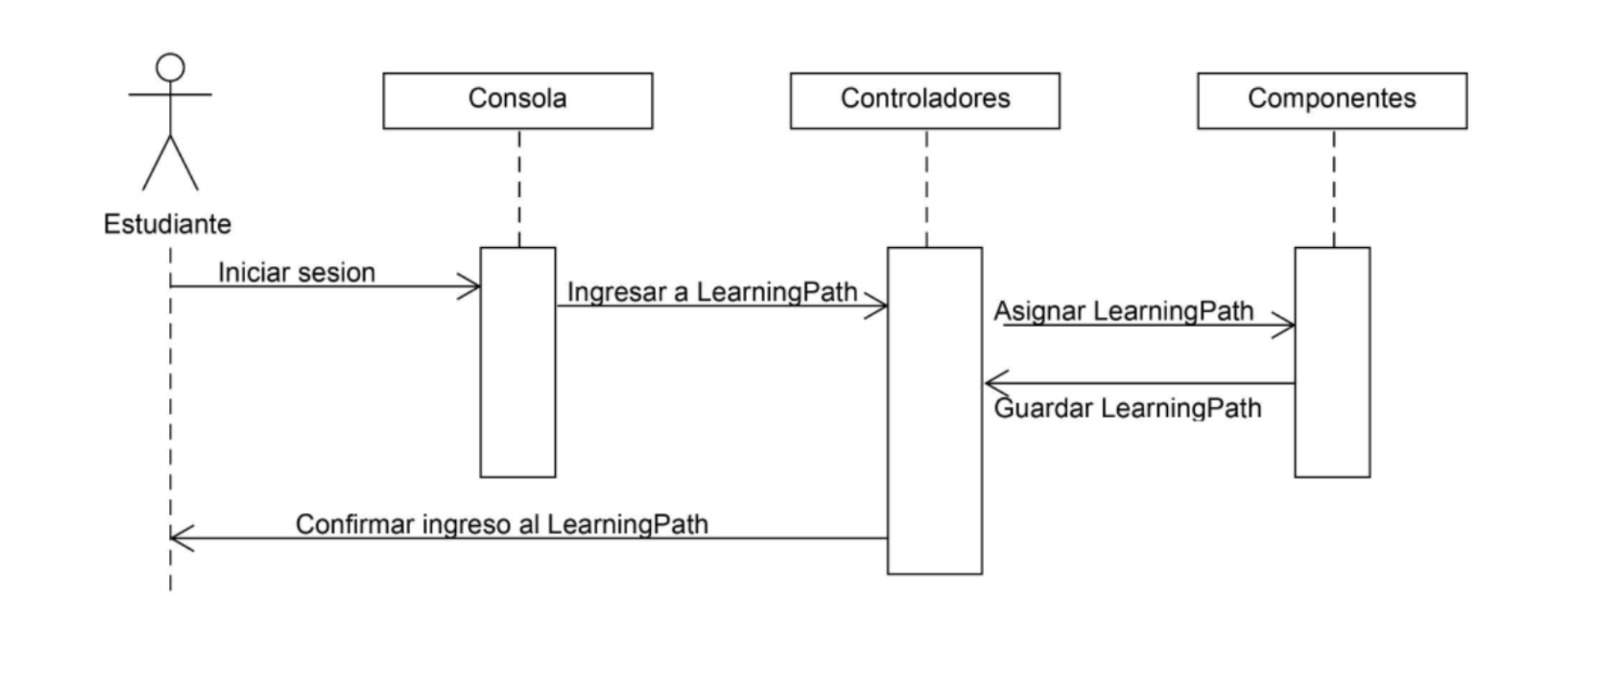 Consola
Controladores
Componentes
Estudiante
Iniciar sesion
Ingresar a LearningPath
Asignar LearningPath
Guardar LearningPath
Confirmar ingreso al LearningPath